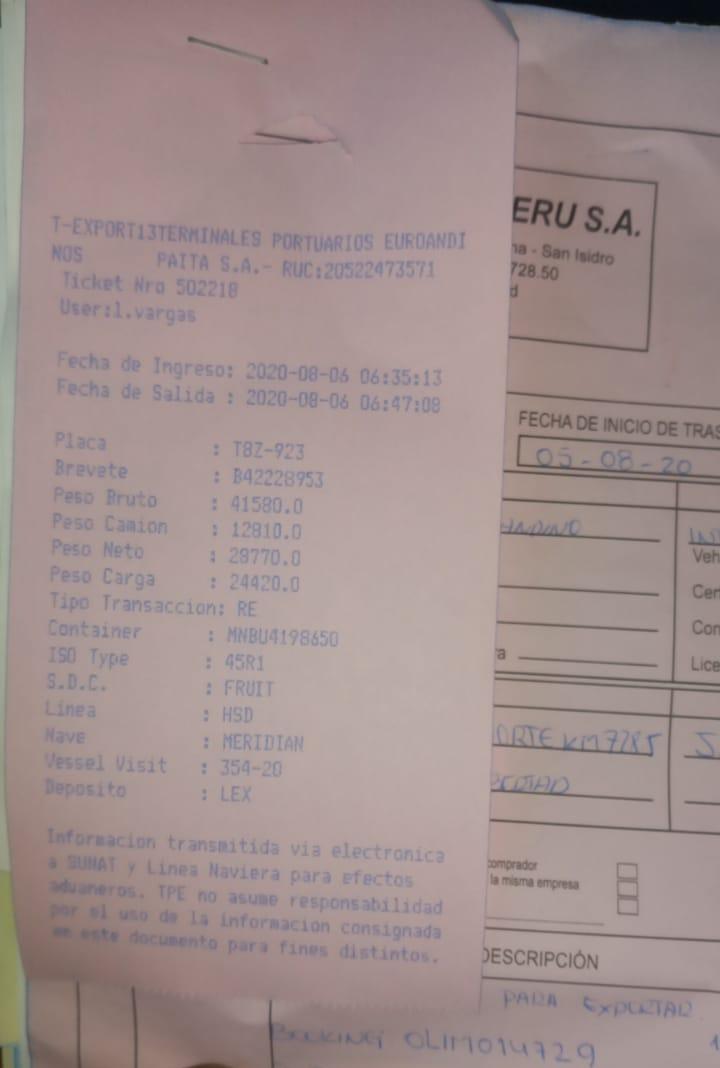 T-EXPORT13TERMINALES PORTUARIOS EUROANDI
NOS PAITA S.A.- RUC:20522473571
Ticket Nro 502218
User:l.vargas
Fecha de Ingreso: 2020-08-06 06:35:13
Fecha de Salida : 2020-08-06 06:47:08
Placa : T8Z-923
Brevete : B42228953
Peso Bruto : 41580.0
Peso Camion : 12810.0
Peso Neto : 28770.0
Peso Carga : 24420.0
Tipo Transaccion: RE
Container : MNBU4198650
ISO Type : 45R1
S.D.C. : FRUIT
Linea : HSD
Nave : MERIDIAN
Vessel Visit : 354-20
Deposito : LEX
Informacion transmitida via electronica
a SUNAT y Linea Naviera para efectos
aduaneros. TPE no asume responsabilidad
por el uso de la informacion consignada
en este documento para fines distintos.
ERU S.A.
na - San Isidro
728.50
d
FECHA DE INICIO DE TRAS
05-08-20
Veh
Cer
Con
a
Lice
ORTE KM 7285
comprador
la misma empresa
DESCRIPCIÓN
PARA EXPORTAR
BOOKING OLIM014729